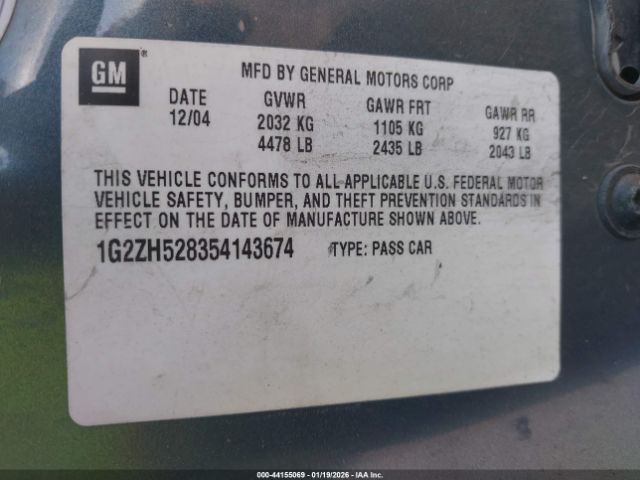 GM ®
MFD BY GENERAL MOTORS CORP
DATE GVWR GAWR FRT GAWR RR
12/04 2032 KG 1105 KG 927 KG
4478 LB 2435 LB 2043 LB
THIS VEHICLE CONFORMS TO ALL APPLICABLE U.S. FEDERAL MOTOR
VEHICLE SAFETY, BUMPER, AND THEFT PREVENTION STANDARDS IN
EFFECT ON THE DATE OF MANUFACTURE SHOWN ABOVE.
1G2ZH528354143674 TYPE: PASS CAR
000-44155069 - 01/19/2026 - IAAI.COM